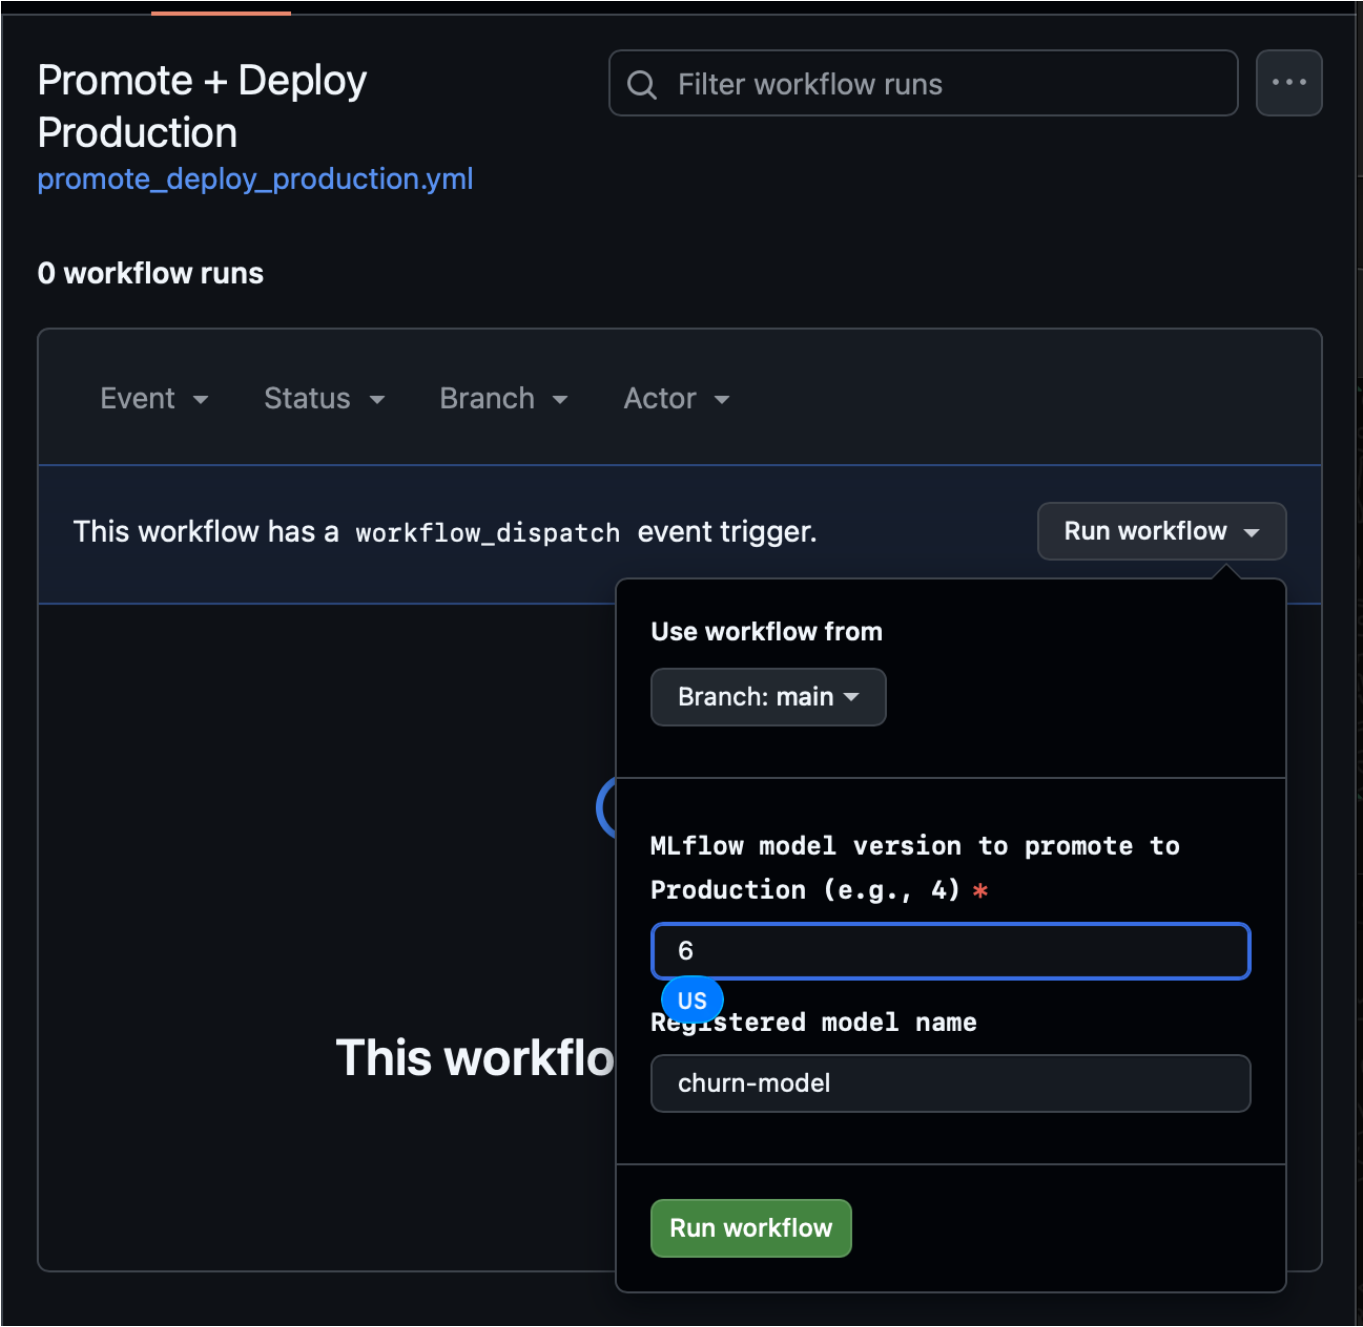 Promote + Deploy
Production
Filter workflow runs
promote_deploy_production.yml
0 workflow runs
Event
Status
Branch
Actor
This workflow has a workflow_dispatch event trigger.
Run workflow
Use workflow from
Branch: main
MLflow model version to promote to
Production (e.g., 4) *
6
US
Registered model name
churn-model
This workflo
Run workflow